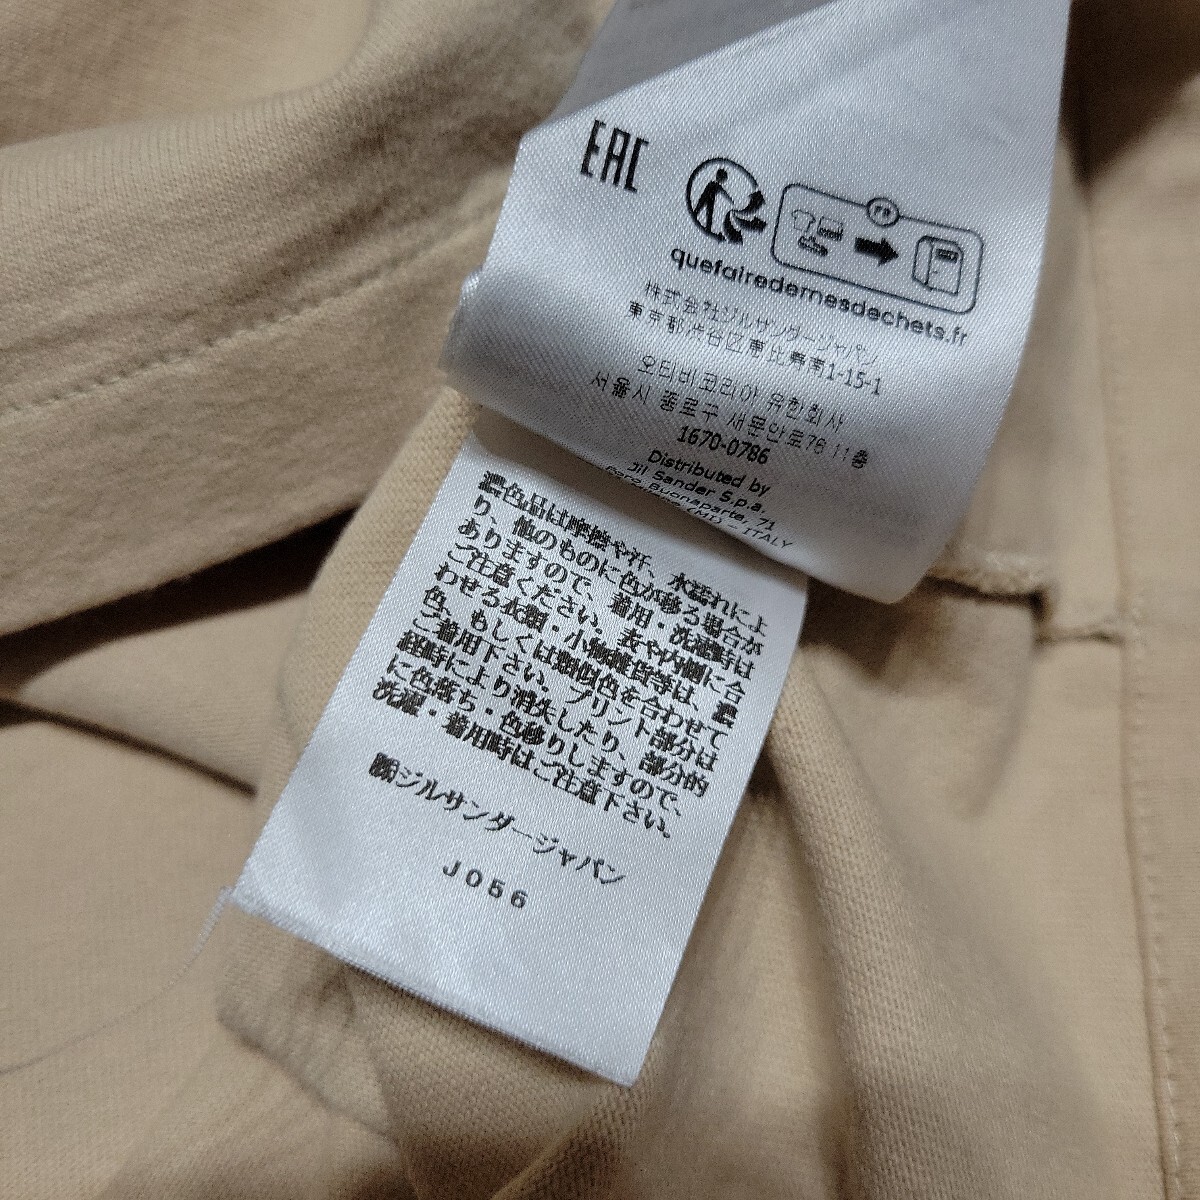 EAC
FR
quefairedemesdechets.fr
株式会社ジルサンダージャパン
東京都渋谷区恵比寿南1-15-1
오티비코리아 유한회사
서울시 종로구 새문안로76 11층
1670-0786
Distributed by
Jil Sander S.p.a.
Foro Buonaparte, 71
(MI) - ITALY
濃色品は摩擦や汗、水濡れによ
り、他のものに色が移る場合が
ありますので、着用・洗濯時は
ご注意ください。表や内側に合
わせる衣類・小物雑貨等は、濃
色、もしくは類似色を合わせて
ご着用下さい。プリント部分は
経時により消失したり、部分的
に色落ち・色移りしますので、
洗濯・着用時はご注意下さい。
㈱ジルサンダージャパン
J056